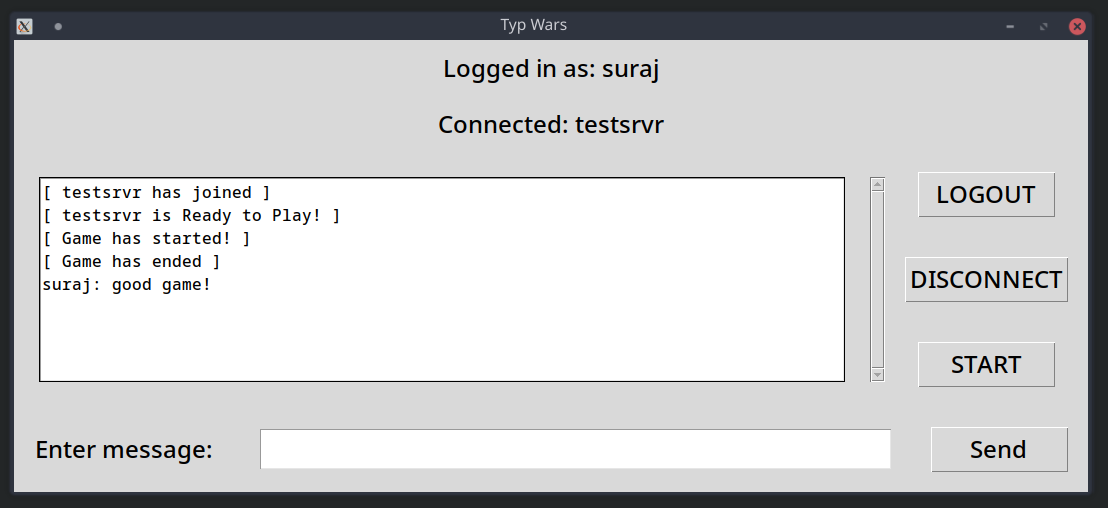 Typ Wars
Logged in as: suraj
Connected: testsrvr
[ testsrvr has joined ]
[ testsrvr is Ready to Play! ]
[ Game has started! ]
[ Game has ended ]
suraj: good game!
LOGOUT
DISCONNECT
START
Enter message:
Send